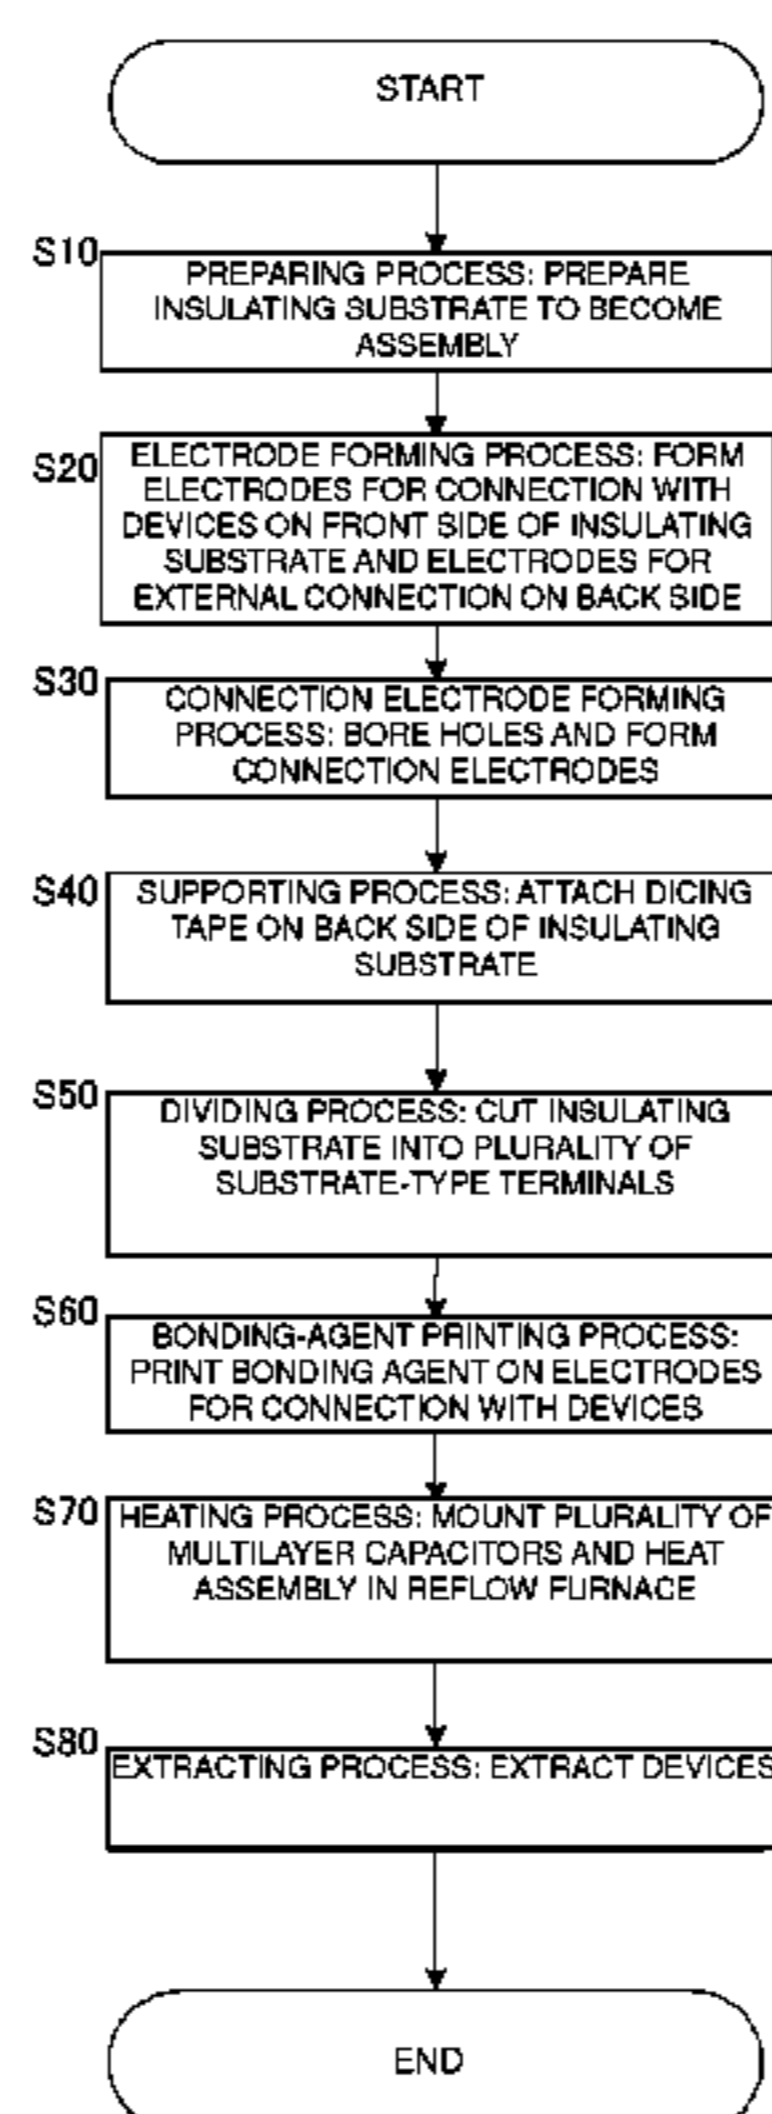 START
S10
PREPARING PROCESS: PREPARE
INSULATING SUBSTRATE TO BECOME
ASSEMBLY
S20
ELECTRODE FORMING PROCESS: FORM
ELECTRODES FOR CONNECTION WITH
DEVICES ON FRONT SIDE OF INSULATING
SUBSTRATE AND ELECTRODES FOR
EXTERNAL CONNECTION ON BACK SIDE
S30
CONNECTION ELECTRODE FORMING
PROCESS: BORE HOLES AND FORM
CONNECTION ELECTRODES
S40
SUPPORTING PROCESS: ATTACH DICING
TAPE ON BACK SIDE OF INSULATING
SUBSTRATE
S50
DIVIDING PROCESS: CUT INSULATING
SUBSTRATE INTO PLURALITY OF
SUBSTRATE-TYPE TERMINALS
S60
BONDING-AGENT PRINTING PROCESS:
PRINT BONDING AGENT ON ELECTRODES
FOR CONNECTION WITH DEVICES
S70
HEATING PROCESS: MOUNT PLURALITY OF
MULTILAYER CAPACITORS AND HEAT
ASSEMBLY IN REFLOW FURNACE
S80
EXTRACTING PROCESS: EXTRACT DEVICES
END